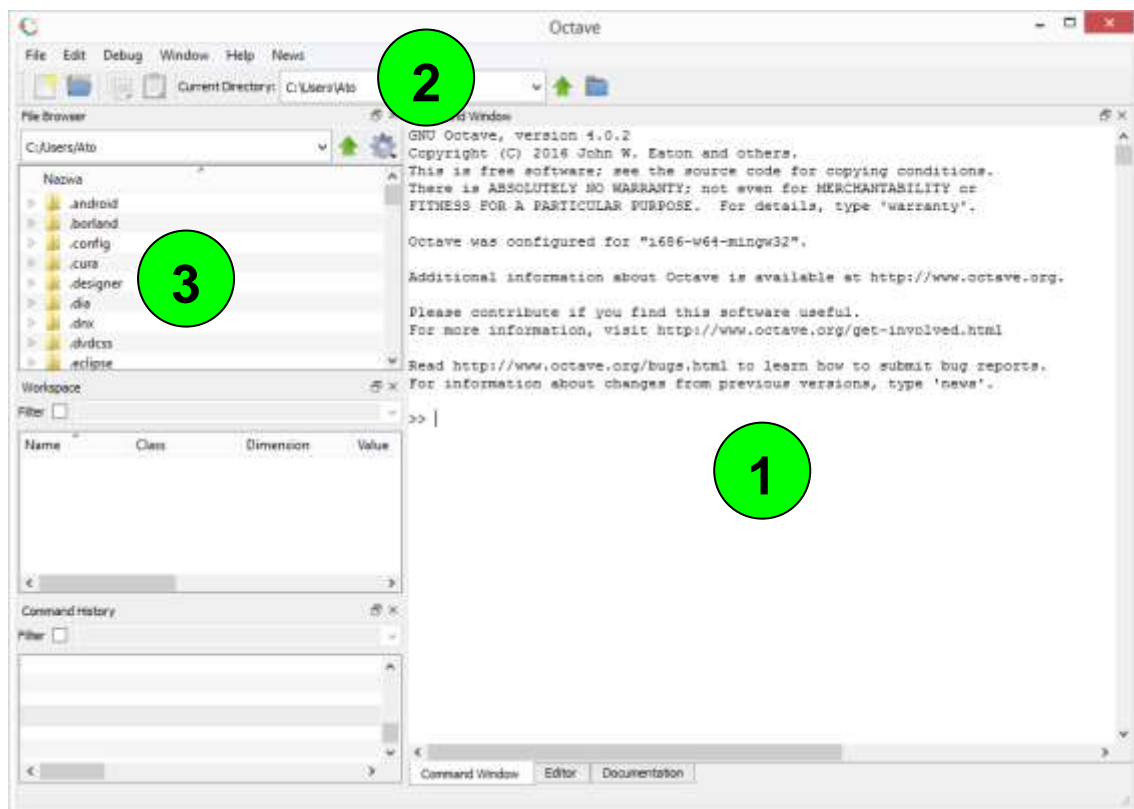 Octave
File Edit Debug Window Help News
2
Current Directory: C:\Users\Ato
File Browser
C:/Users/Ato
Nazwa
.android
.borland
.config
.cura
.designer
.dia
.dnx
.dvdcss
.eclipse
3
Workspace
Filter
Name Class Dimension Value
Command History
Filter
Window
GNU Octave, version 4.0.2
Copyright (C) 2016 John W. Eaton and others.
This is free software; see the source code for copying conditions.
There is ABSOLUTELY NO WARRANTY; not even for MERCHANTABILITY or
FITNESS FOR A PARTICULAR PURPOSE. For details, type 'warranty'.
Octave was configured for "i686-w64-mingw32".
Additional information about Octave is available at http://www.octave.org.
Please contribute if you find this software useful.
For more information, visit http://www.octave.org/get-involved.html
Read http://www.octave.org/bugs.html to learn how to submit bug reports.
For information about changes from previous versions, type 'news'.
>>
1
Command Window Editor Documentation